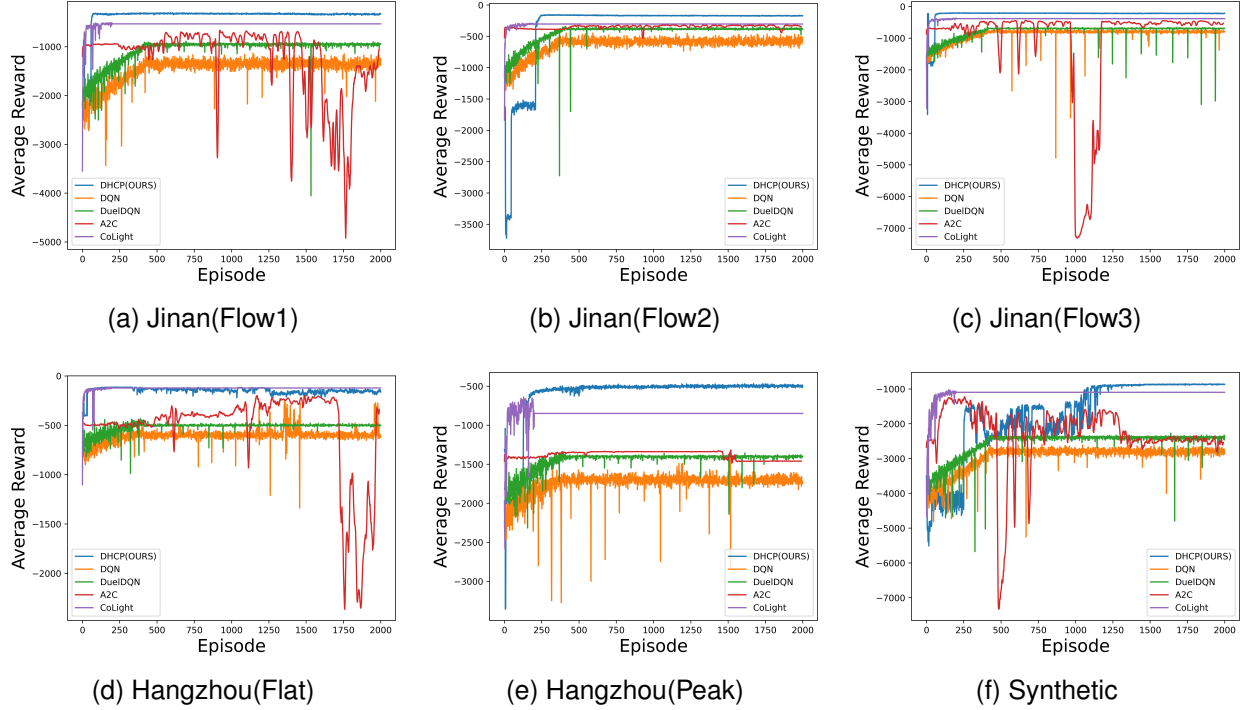 Average Reward
−1000
−2000
−3000
−4000
−5000
DHCP(OURS)
DQN
DuelDQN
A2C
CoLight
0 250 500 750 1000 1250 1500 1750 2000
Episode
(a) Jinan(Flow1)
Average Reward
0
−500
−1000
−1500
−2000
−2500
−3000
−3500
DHCP(OURS)
DQN
DuelDQN
A2C
CoLight
0 250 500 750 1000 1250 1500 1750 2000
Episode
(b) Jinan(Flow2)
Average Reward
0
−1000
−2000
−3000
−4000
−5000
−6000
−7000
DHCP(OURS)
DQN
DuelDQN
A2C
CoLight
0 250 500 750 1000 1250 1500 1750 2000
Episode
(c) Jinan(Flow3)
Average Reward
0
−500
−1000
−1500
−2000
DHCP(OURS)
DQN
DuelDQN
A2C
CoLight
0 250 500 750 1000 1250 1500 1750 2000
Episode
(d) Hangzhou(Flat)
Average Reward
−500
−1000
−1500
−2000
−2500
−3000
DHCP(OURS)
DQN
DuelDQN
A2C
CoLight
0 250 500 750 1000 1250 1500 1750 2000
Episode
(e) Hangzhou(Peak)
Average Reward
−1000
−2000
−3000
−4000
−5000
−6000
−7000
DHCP(OURS)
DQN
DuelDQN
A2C
CoLight
0 250 500 750 1000 1250 1500 1750 2000
Episode
(f) Synthetic